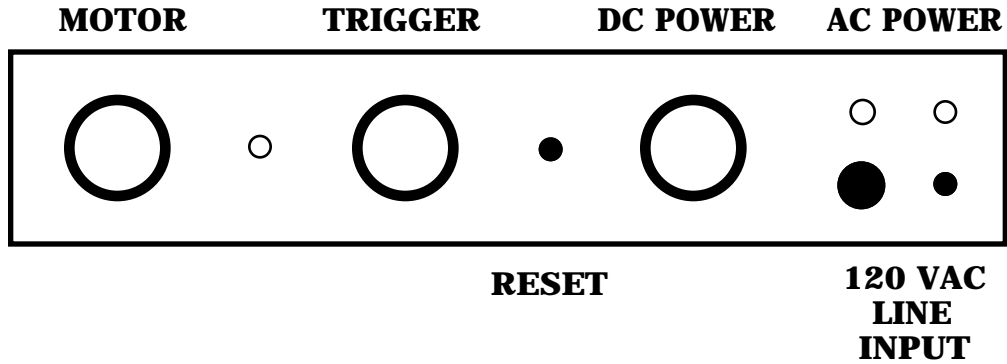 MOTOR TRIGGER DC POWER AC POWER
RESET
120 VAC
LINE
INPUT